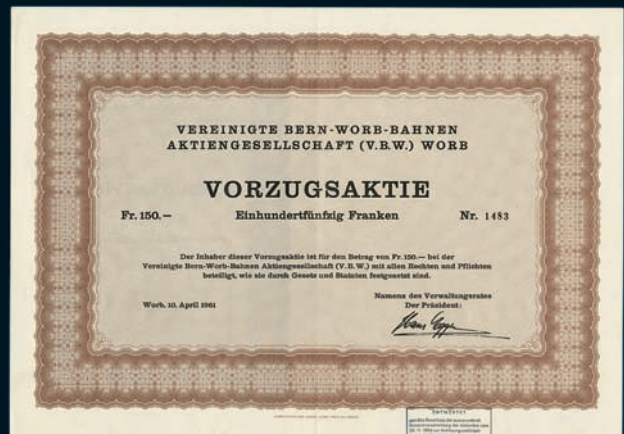 VEREINIGTE BERN-WORB-BAHNEN
AKTIENGESELLSCHAFT (V.B.W.) WORB
VORZUGSAKTIE
Fr. 150.— Einhundertfünfzig Franken Nr. 1483
Der Inhaber dieser Vorzugsaktie ist für den Betrag von Fr. 150.— bei der
Vereinigte Bern-Worb-Bahnen Aktiengesellschaft (V.B.W.) mit allen Rechten und Pflichten
beteiligt, wie sie durch Gesetz und Statuten festgesetzt sind.
Worb, 10. April 1961
Namens des Verwaltungsrates
Der Präsident:
ENTWERTET